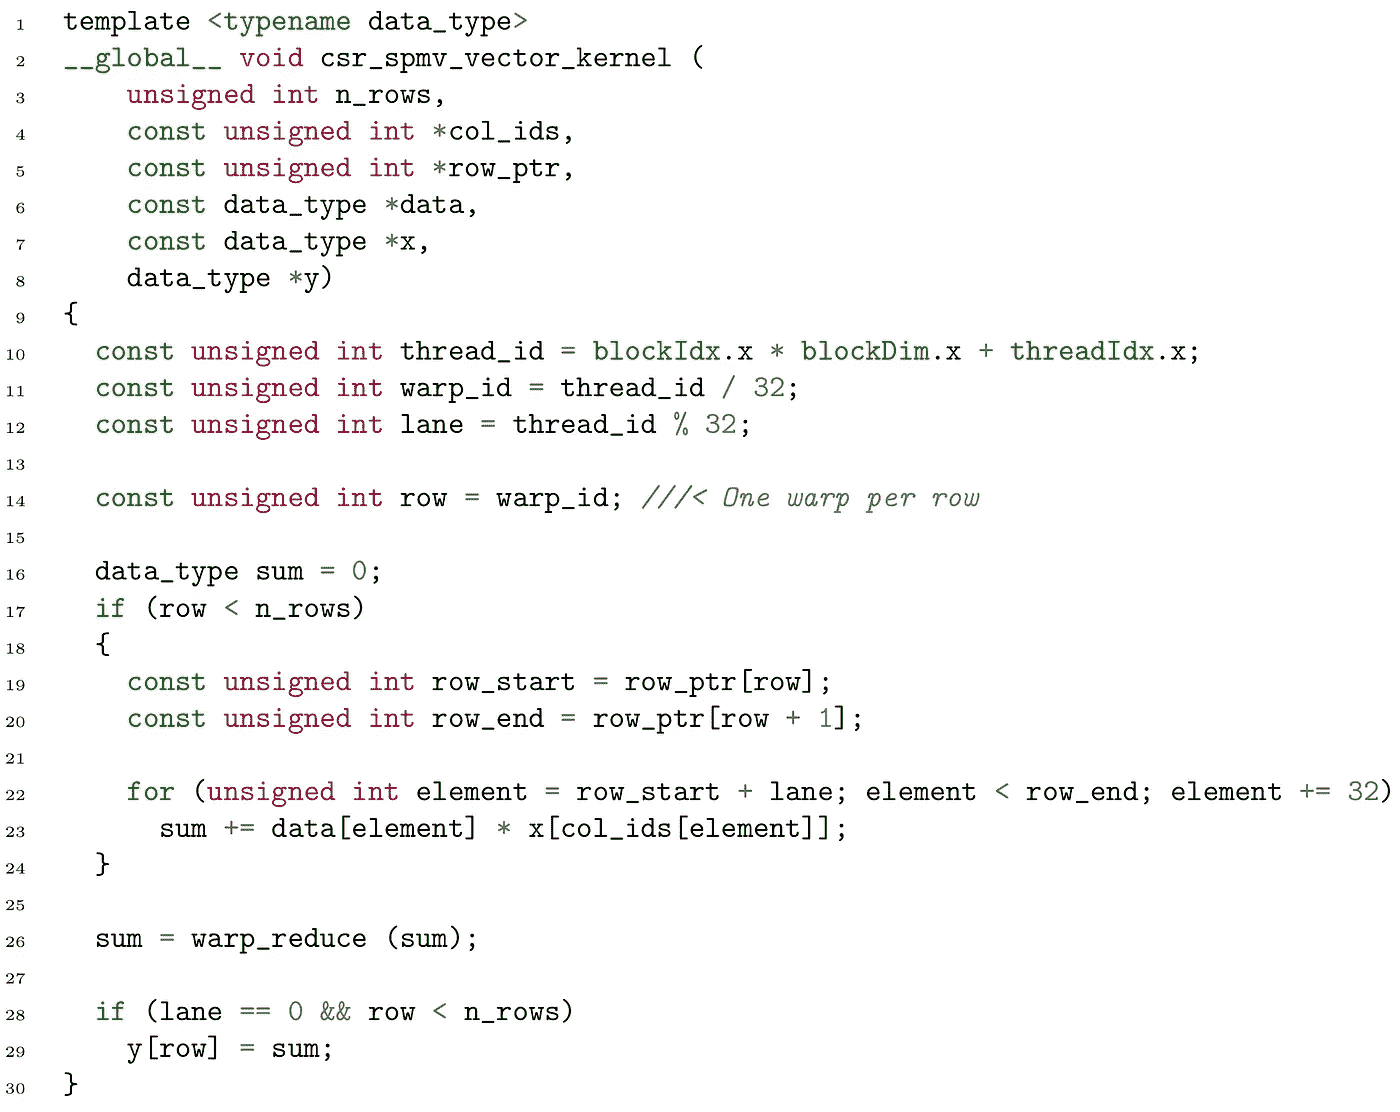 1 template <typename data_type>
2 __global__ void csr_spmv_vector_kernel (
3     unsigned int n_rows,
4     const unsigned int *col_ids,
5     const unsigned int *row_ptr,
6     const data_type *data,
7     const data_type *x,
8     data_type *y)
9 {
10   const unsigned int thread_id = blockIdx.x * blockDim.x + threadIdx.x;
11   const unsigned int warp_id = thread_id / 32;
12   const unsigned int lane = thread_id % 32;
13
14   const unsigned int row = warp_id; ///< One warp per row
15
16   data_type sum = 0;
17   if (row < n_rows)
18   {
19     const unsigned int row_start = row_ptr[row];
20     const unsigned int row_end = row_ptr[row + 1];
21
22     for (unsigned int element = row_start + lane; element < row_end; element += 32)
23       sum += data[element] * x[col_ids[element]];
24   }
25
26   sum = warp_reduce (sum);
27
28   if (lane == 0 && row < n_rows)
29     y[row] = sum;
30 }